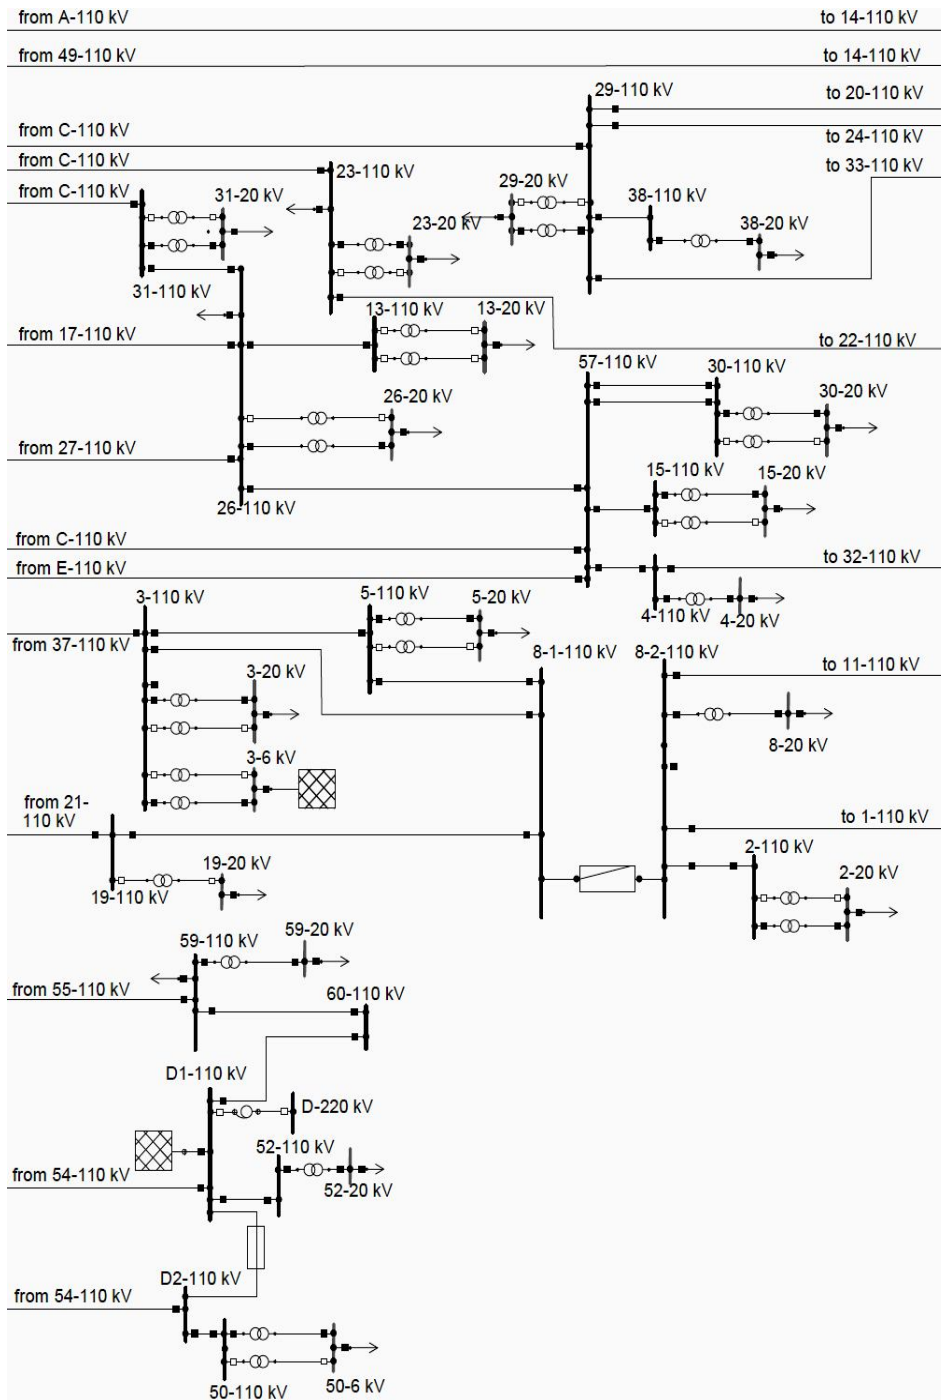 from A-110 kV
to 14-110 kV
from 49-110 kV
to 14-110 kV
29-110 kV
to 20-110 kV
from C-110 kV
to 24-110 kV
from C-110 kV
23-110 kV
to 33-110 kV
from C-110 kV
31-20 kV
29-20 kV
38-110 kV
23-20 kV
38-20 kV
31-110 kV
13-110 kV
13-20 kV
from 17-110 kV
to 22-110 kV
57-110 kV
30-110 kV
26-20 kV
30-20 kV
from 27-110 kV
15-110 kV
15-20 kV
26-110 kV
from C-110 kV
to 32-110 kV
from E-110 kV
3-110 kV
5-110 kV
5-20 kV
4-110 kV
4-20 kV
from 37-110 kV
8-1-110 kV
8-2-110 kV
3-20 kV
to 11-110 kV
8-20 kV
3-6 kV
from 21-
110 kV
to 1-110 kV
2-110 kV
19-20 kV
2-20 kV
19-110 kV
59-20 kV
59-110 kV
from 55-110 kV
60-110 kV
D1-110 kV
D-220 kV
52-110 kV
from 54-110 kV
52-20 kV
D2-110 kV
from 54-110 kV
50-110 kV
50-6 kV